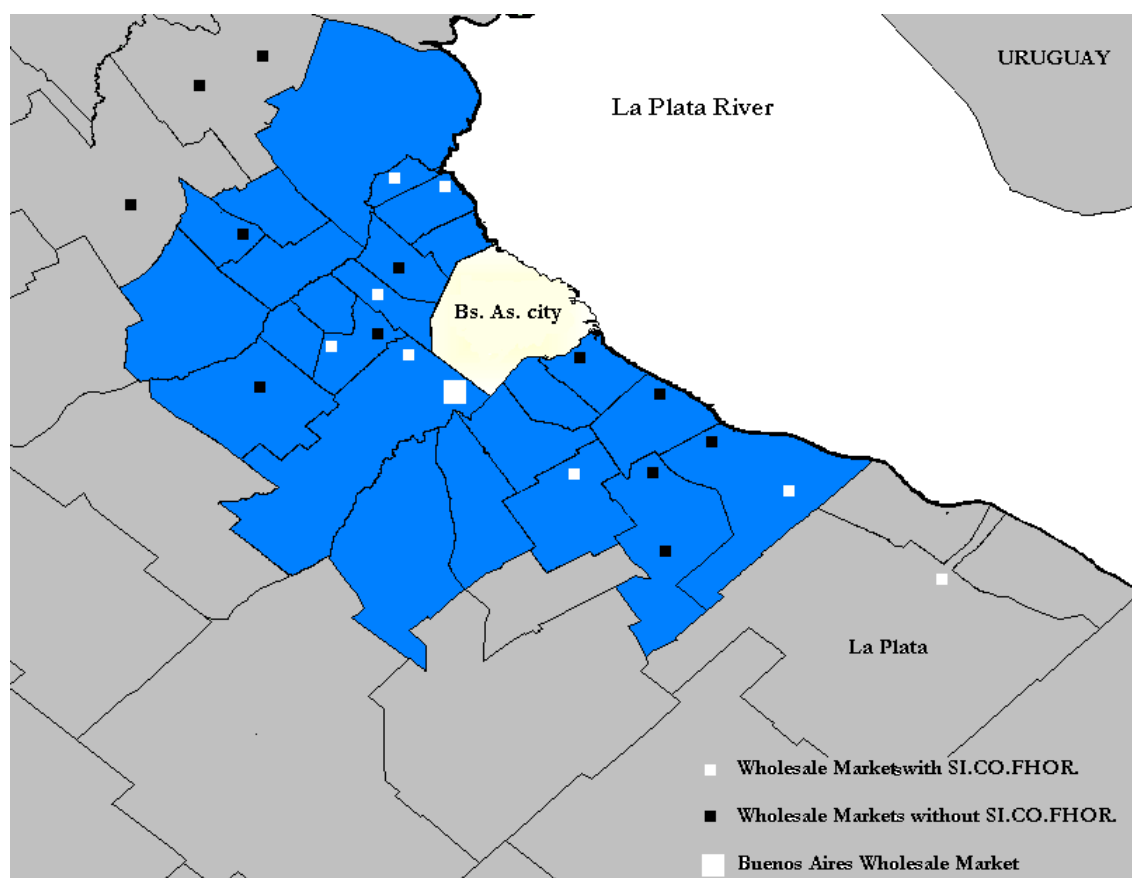 URUGUAY
La Plata River
Bs. As. city
La Plata
Wholesale Marketswith SI.CO.FHOR.
Wholesale Markets without SI.CO.FHOR.
Buenos Aires Wholesale Market